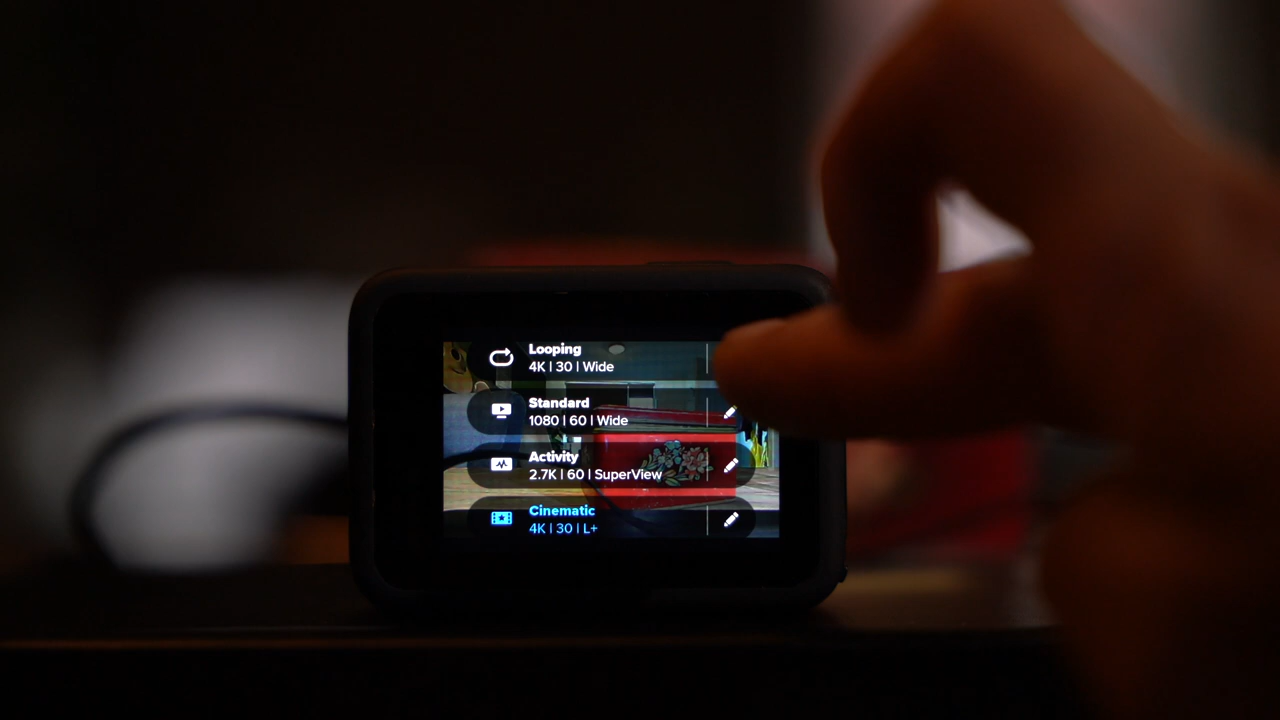 Looping
4K | 30 | Wide
Standard
1080 | 60 | Wide
Activity
2.7K | 60 | SuperView
Cinematic
4K | 30 | L+